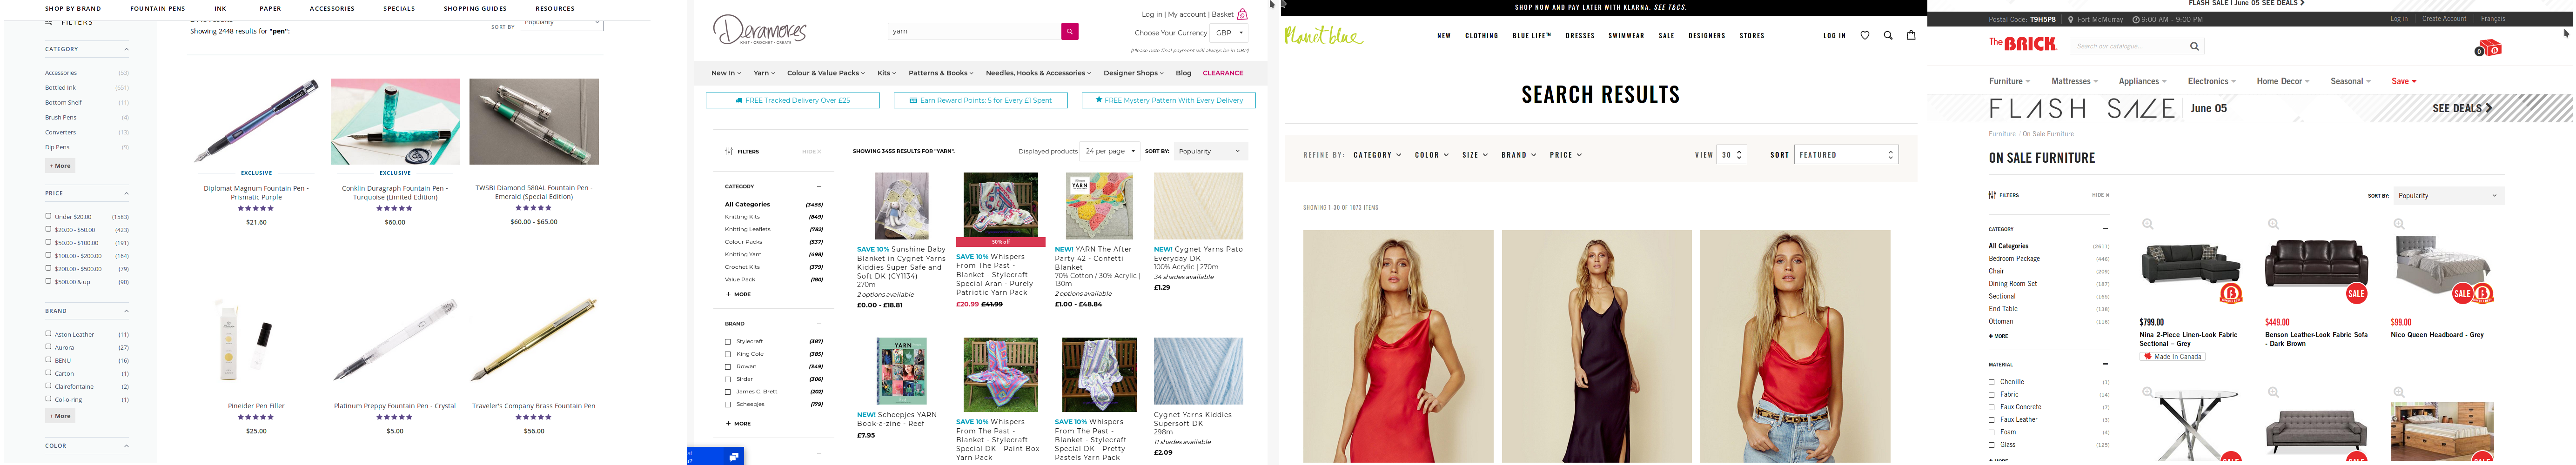 SHOP BY BRAND FOUNTAIN PENS INK PAPER ACCESSORIES SPECIALS SHOPPING GUIDES RESOURCES
FILTERS
SORT BY Popularity
Showing 2448 results for "pen":
CATEGORY
Accessories (53)
Bottled Ink (651)
Bottom Shelf (11)
Brush Pens (4)
Converters (13)
Dip Pens (9)
+ More
PRICE
Under $20.00 (1583)
$20.00 - $50.00 (423)
$50.00 - $100.00 (191)
$100.00 - $200.00 (164)
$200.00 - $500.00 (79)
$500.00 & up (90)
BRAND
Aston Leather (11)
Aurora (27)
BENU (16)
Carton (1)
Clairefontaine (2)
Col-o-ring (1)
+ More
COLOR
EXCLUSIVE
Diplomat Magnum Fountain Pen -
Prismatic Purple
$21.60
EXCLUSIVE
Conklin Duragraph Fountain Pen -
Turquoise (Limited Edition)
$60.00
TWSBI Diamond 580AL Fountain Pen -
Emerald (Special Edition)
$60.00 - $65.00
Pineider Pen Filler
$25.00
Platinum Preppy Fountain Pen - Crystal
$5.00
Traveler's Company Brass Fountain Pen
$56.00
Deramores
KNIT • CROCHET • CREATE
yarn
Log in | My account | Basket
Choose Your Currency GBP
(Please note final payment will always be in GBP)
New In Yarn Colour & Value Packs Kits Patterns & Books Needles, Hooks & Accessories Designer Shops Blog CLEARANCE
FREE Tracked Delivery Over £25
Earn Reward Points: 5 for Every £1 Spent
FREE Mystery Pattern With Every Delivery
FILTERS HIDE
SHOWING 3455 RESULTS FOR "YARN".
Displayed products 24 per page SORT BY: Popularity
CATEGORY
All Categories (3455)
Knitting Kits (849)
Knitting Leaflets (782)
Colour Packs (537)
Knitting Yarn (498)
Crochet Kits (379)
Value Pack (180)
+ MORE
BRAND
Stylecraft (387)
King Cole (385)
Rowan (349)
Sirdar (306)
James C. Brett (202)
Scheepjes (179)
+ MORE
SAVE 10% Sunshine Baby
Blanket in Cygnet Yarns
Kiddies Super Safe and
Soft DK (CY1134)
270m
2 options available
£0.00 - £18.81
50% off
SAVE 10% Whispers
From The Past -
Blanket - Stylecraft
Special Aran - Purely
Patriotic Yarn Pack
£20.99 £41.99
YARN
NEW! YARN The After
Party 42 - Confetti
Blanket
70% Cotton / 30% Acrylic |
130m
2 options available
£1.00 - £48.84
NEW! Cygnet Yarns Pato
Everyday DK
100% Acrylic | 270m
34 shades available
£1.29
YARN
NEW! Scheepjes YARN
Book-a-zine - Reef
£7.95
SAVE 10% Whispers
From The Past -
Blanket - Stylecraft
Special DK - Paint Box
Yarn Pack
SAVE 10% Whispers
From The Past -
Blanket - Stylecraft
Special DK - Pretty
Pastels Yarn Pack
Cygnet Yarns Kiddies
Supersoft DK
298m
11 shades available
£2.09
SHOP NOW AND PAY LATER WITH KLARNA. SEE T&CS.
Planet blue
NEW CLOTHING BLUE LIFE™ DRESSES SWIMWEAR SALE DESIGNERS STORES
LOG IN
SEARCH RESULTS
REFINE BY: CATEGORY COLOR SIZE BRAND PRICE
VIEW 30 SORT FEATURED
SHOWING 1-30 OF 1073 ITEMS
FLASH SALE | June 05 SEE DEALS
Postal Code: T9H5P8 Fort McMurray 9:00 AM - 9:00 PM
Log in Create Account Français
The BRICK.
Search our catalogue...
0
Furniture Mattresses Appliances Electronics Home Decor Seasonal Save
FLASH SALE | June 05 SEE DEALS
Furniture / On Sale Furniture
ON SALE FURNITURE
FILTERS HIDE
SORT BY: Popularity
CATEGORY
All Categories (2611)
Bedroom Package (446)
Chair (209)
Dining Room Set (187)
Sectional (165)
End Table (138)
Ottoman (116)
+ MORE
MATERIAL
Chenille (1)
Fabric (14)
Faux Concrete (7)
Faux Leather (3)
Foam (4)
Glass (125)
$799.00
Nina 2-Piece Linen-Look Fabric
Sectional – Grey
Made In Canada
SALE
$449.00
Benson Leather-Look Fabric Sofa
- Dark Brown
SALE
$99.00
Nico Queen Headboard - Grey
SALE
SALE
SALE